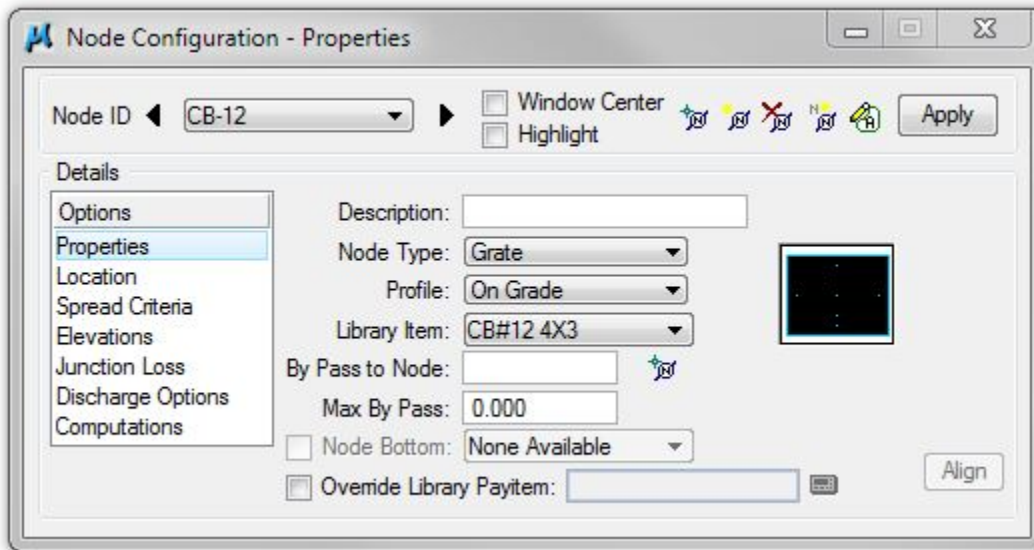 Node Configuration - Properties
Node ID CB-12 Window Center Apply
Highlight
Details
Options
Properties
Location
Spread Criteria
Elevations
Junction Loss
Discharge Options
Computations
Description:
Node Type: Grate
Profile: On Grade
Library Item: CB#12 4X3
By Pass to Node:
Max By Pass: 0.000
Node Bottom: None Available
Override Library Payitem:
Align